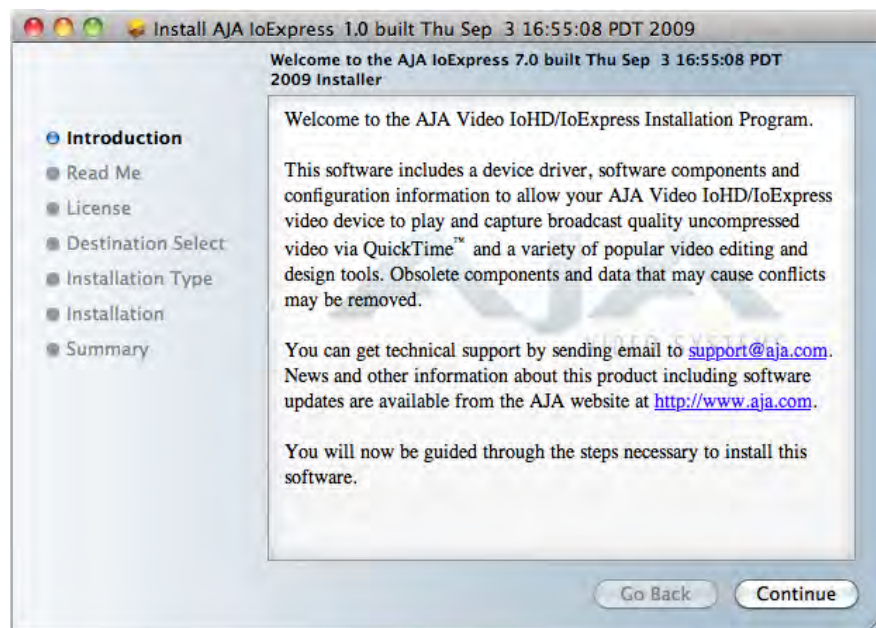 Install AJA IoExpress 1.0 built Thu Sep 3 16:55:08 PDT 2009
Welcome to the AJA IoExpress 7.0 built Thu Sep 3 16:55:08 PDT
2009 Installer
Introduction
Read Me
License
Destination Select
Installation Type
Installation
Summary
Welcome to the AJA Video IoHD/IoExpress Installation Program.
This software includes a device driver, software components and
configuration information to allow your AJA Video IoHD/IoExpress
video device to play and capture broadcast quality uncompressed
video via QuickTime™ and a variety of popular video editing and
design tools. Obsolete components and data that may cause conflicts
may be removed.
You can get technical support by sending email to support@aja.com.
News and other information about this product including software
updates are available from the AJA website at http://www.aja.com.
You will now be guided through the steps necessary to install this
software.
AJA
VIDEO SYSTEMS
Go Back
Continue